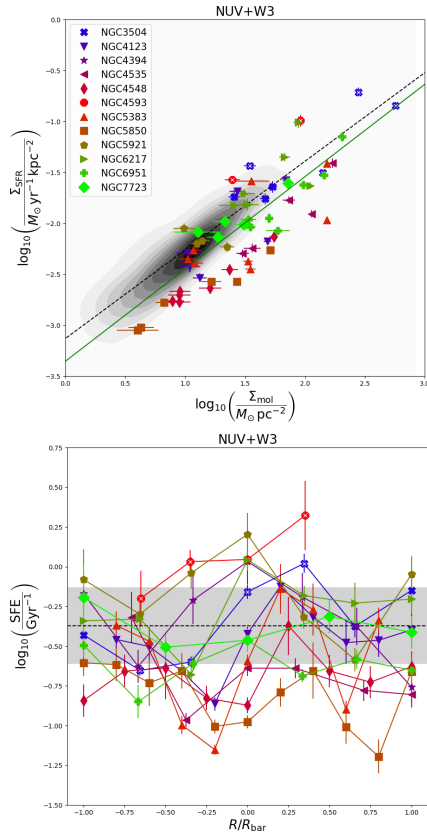 NUV+W3
0.0
−0.5
−1.0
−1.5
−2.0
−2.5
−3.0
−3.5
log10(ΣSFR / M⊙ yr−1 kpc−2)
NGC3504
NGC4123
NGC4394
NGC4535
NGC4548
NGC4593
NGC5383
NGC5850
NGC5921
NGC6217
NGC6951
NGC7723
0.0 0.5 1.0 1.5 2.0 2.5 3.0
log10(Σmol / M⊙ pc−2)
NUV+W3
0.75
0.50
0.25
0.00
−0.25
−0.50
−0.75
−1.00
−1.25
−1.50
log10(SFE / Gyr−1)
−1.00 −0.75 −0.50 −0.25 0.00 0.25 0.50 0.75 1.00
R/Rbar